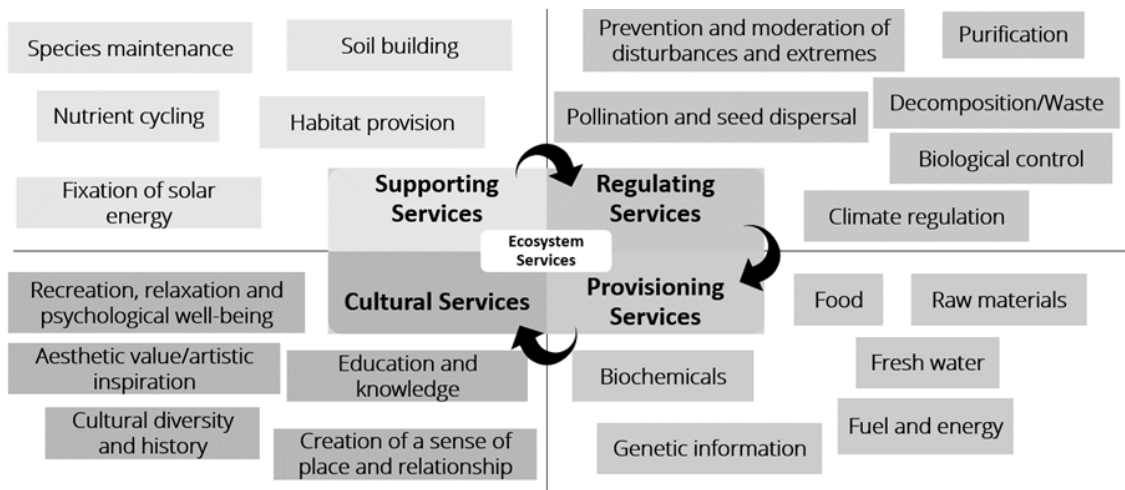 Species maintenance
Soil building
Nutrient cycling
Habitat provision
Fixation of solar
energy
Supporting
Services
Prevention and moderation of
disturbances and extremes
Purification
Pollination and seed dispersal
Decomposition/Waste
Biological control
Climate regulation
Regulating
Services
Ecosystem
Services
Cultural Services
Recreation, relaxation and
psychological well-being
Aesthetic value/artistic
inspiration
Education and
knowledge
Cultural diversity
and history
Creation of a sense of
place and relationship
Provisioning
Services
Food
Raw materials
Fresh water
Biochemicals
Fuel and energy
Genetic information